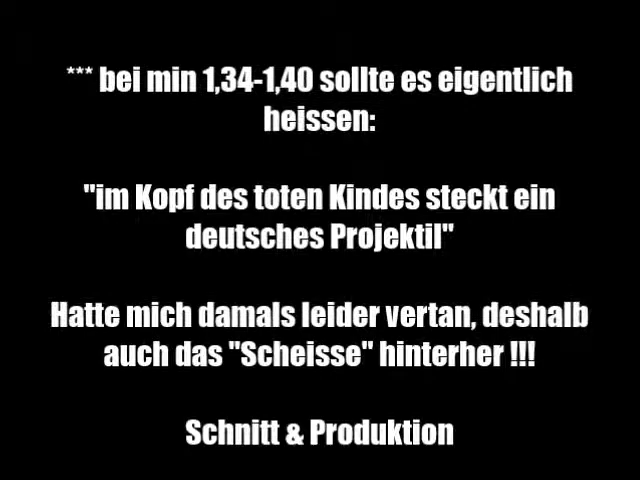 *** bei min 1,34-1,40 sollte es eigentlich
heissen:
"im Kopf des toten Kindes steckt ein
deutsches Projektil"
Hatte mich damals leider vertan, deshalb
auch das "Scheisse" hinterher !!!
Schnitt & Produktion